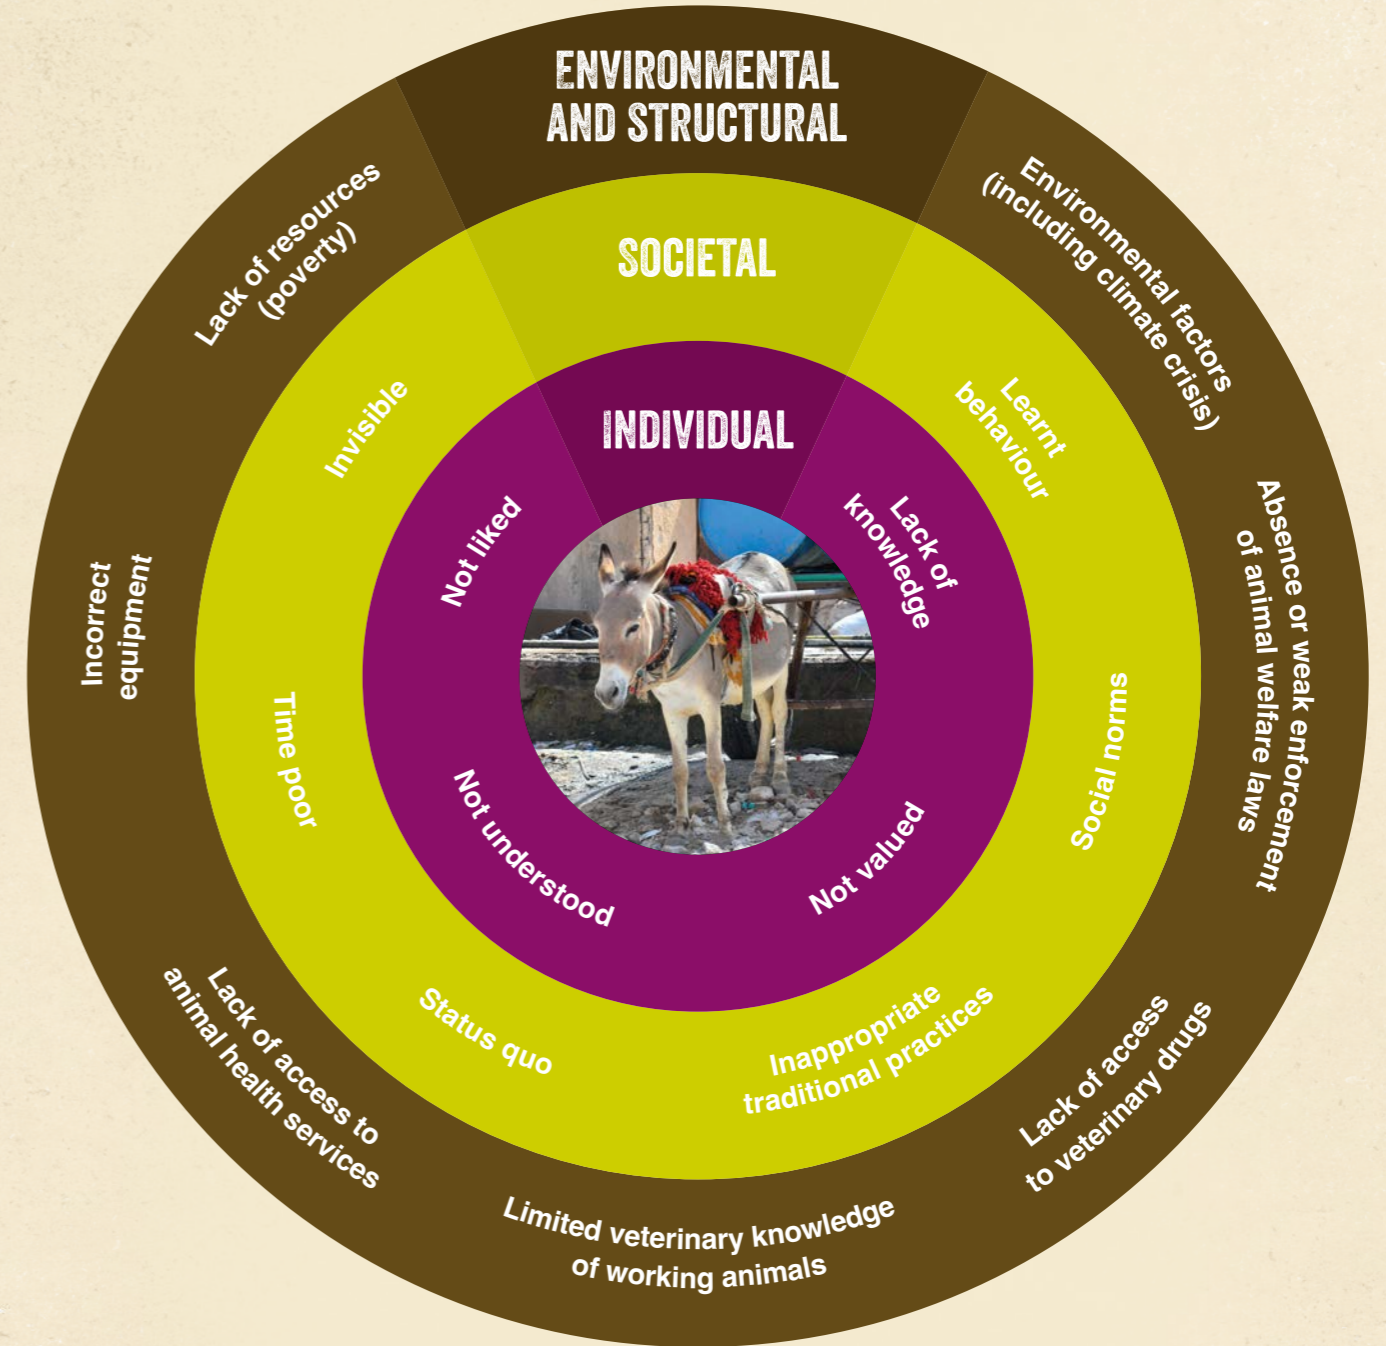 ENVIRONMENTAL
AND STRUCTURAL
Environmental factors
(including climate crisis)
Absence or weak enforcement
of animal welfare laws
Lack of access
to veterinary drugs
Limited veterinary knowledge
of working animals
Lack of access to
animal health services
Incorrect
equipment
Lack of resources
(poverty)
SOCIETAL
Learnt
behaviour
Social norms
Inappropriate
traditional practices
Status quo
Time poor
Invisible
INDIVIDUAL
Lack of
knowledge
Not valued
Not understood
Not liked